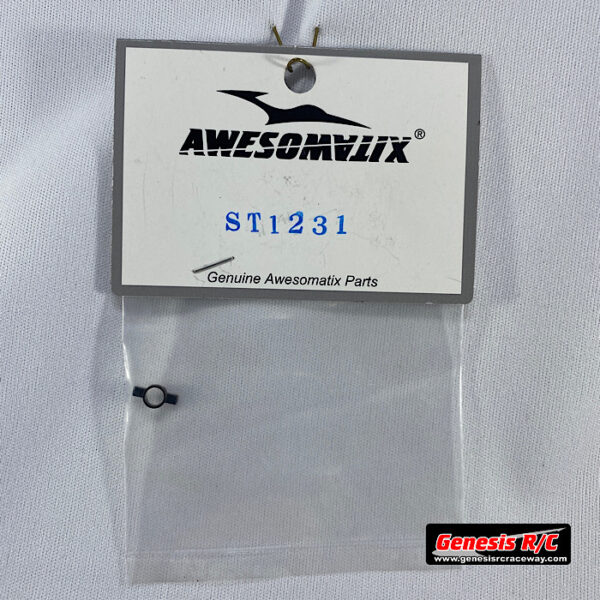 AWESOMATIX®
ST1231
Genuine Awesomatix Parts
Genesis R/C
www.genesisrcraceway.com